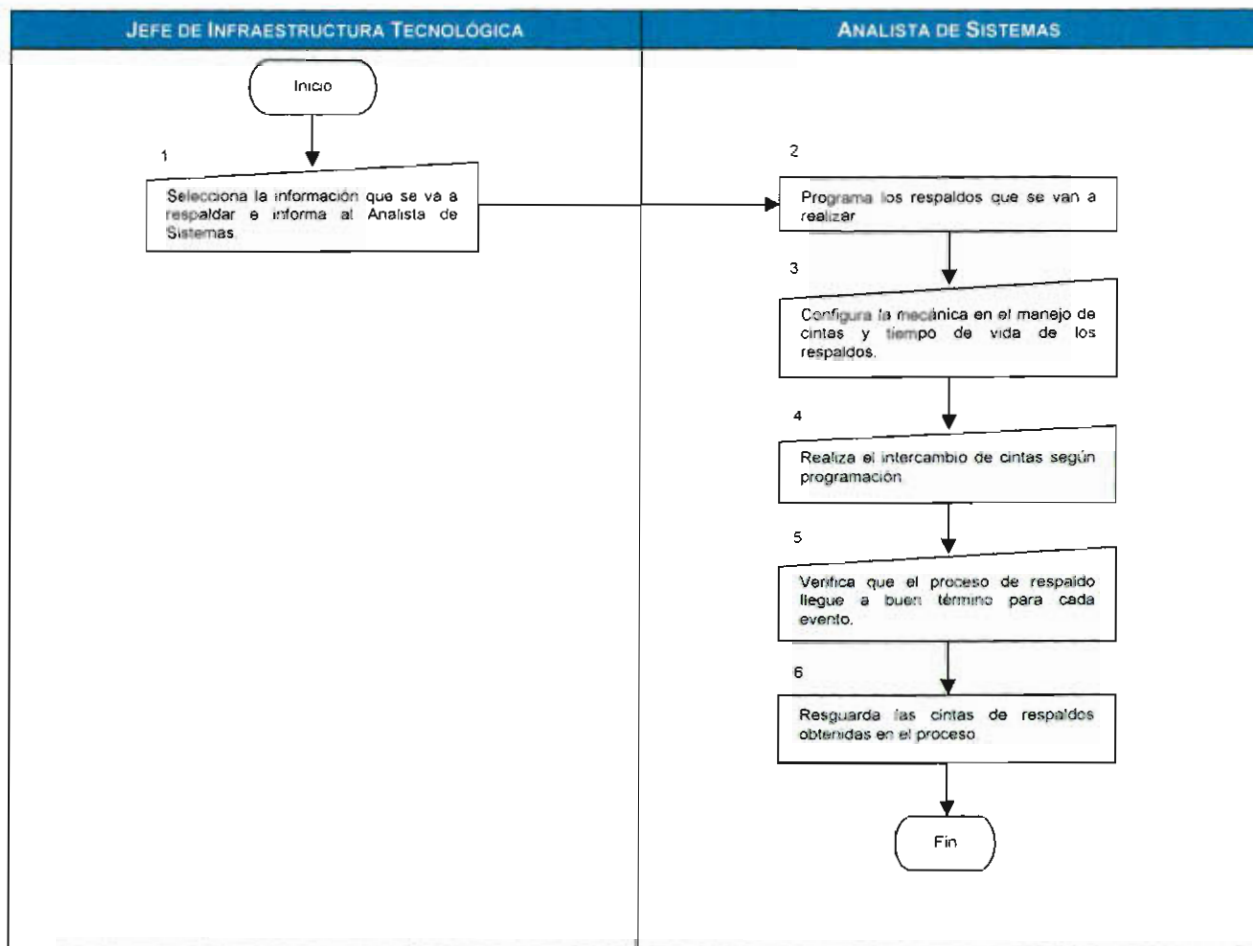 JEFE DE INFRAESTRUCTURA TECNOLÓGICA
ANALISTA DE SISTEMAS
Inicio
1
Selecciona la información que se va a
respaldar e informa al Analista de
Sistemas.
2
Programa los respaldos que se van a
realizar
3
Configura la mecánica en el manejo de
cintas y tiempo de vida de los
respaldos.
4
Realiza el intercambio de cintas según
programación
5
Verifica que el proceso de respaldo
llegue a buen término para cada
evento.
6
Resguarda las cintas de respaldos
obtenidas en el proceso
Fin